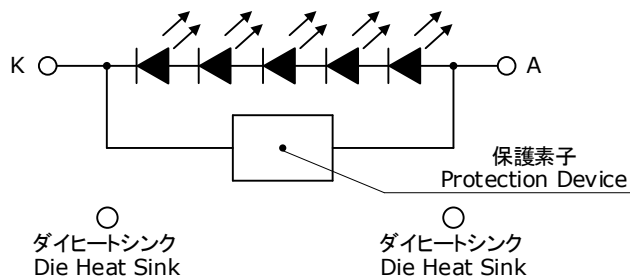 K
A
保護素子
Protection Device
ダイヒートシンク
Die Heat Sink
ダイヒートシンク
Die Heat Sink